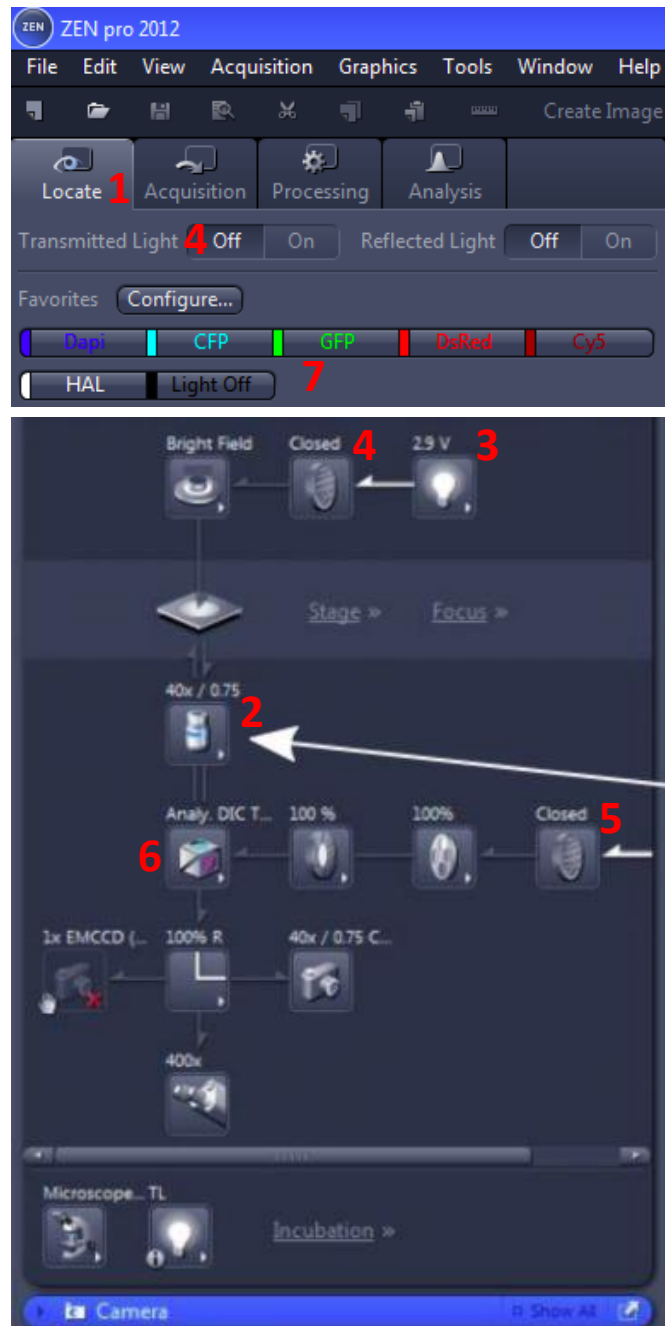 ZEN ZEN pro 2012
File Edit View Acquisition Graphics Tools Window Help
Create Image
Locate 1 Acquisition Processing Analysis
Transmitted Light 4 Off On Reflected Light Off On
Favorites Configure...
Dapi CFP GFP DsRed Cy5
HAL Light Off 7
Bright Field Closed 4 2.9 V 3
Stage » Focus »
40x / 0.75
2
Analy. DIC T... 100 % 100% Closed 5
6
1x EMCCD (... 100% R 40x / 0.75 C...
400x
Microscope... TL
Incubation »
Camera Show All